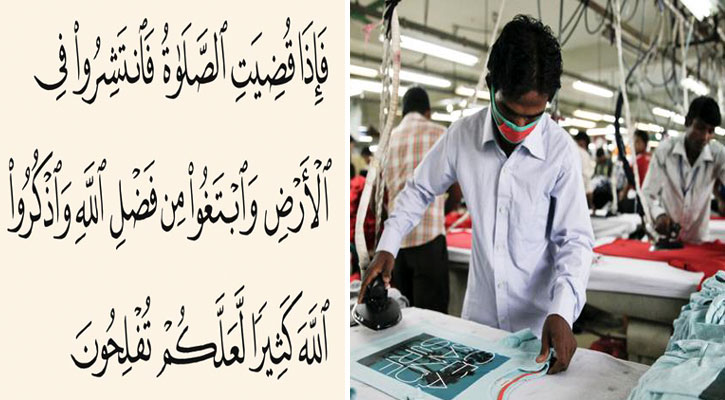 فَإِذَا قُضِيَتِ ٱلصَّلَوٰةُ فَٱنتَشِرُوا۟ فِى
ٱلْأَرْضِ وَٱبْتَغُوا۟ مِن فَضْلِ ٱللَّهِ وَٱذْكُرُوا۟
ٱللَّهَ كَثِيرًا لَّعَلَّكُمْ تُفْلِحُونَ